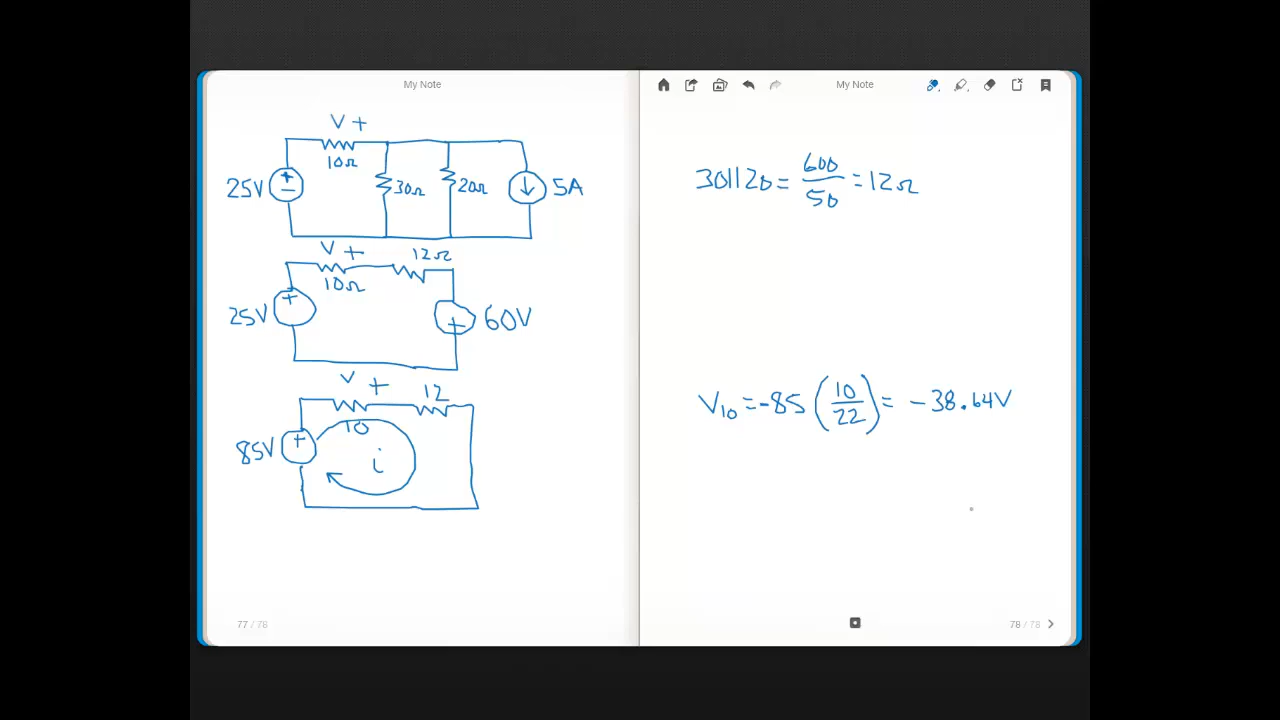 My Note
V +
10Ω
25V
+
−
30Ω
20Ω
5A
V +
12Ω
10Ω
25V
+
+
60V
V +
12
10
85V
+
i
77 / 78
My Note
30||20 = 600/50 = 12Ω
V10 = -85 (10/22) = -38.64V
78 / 78